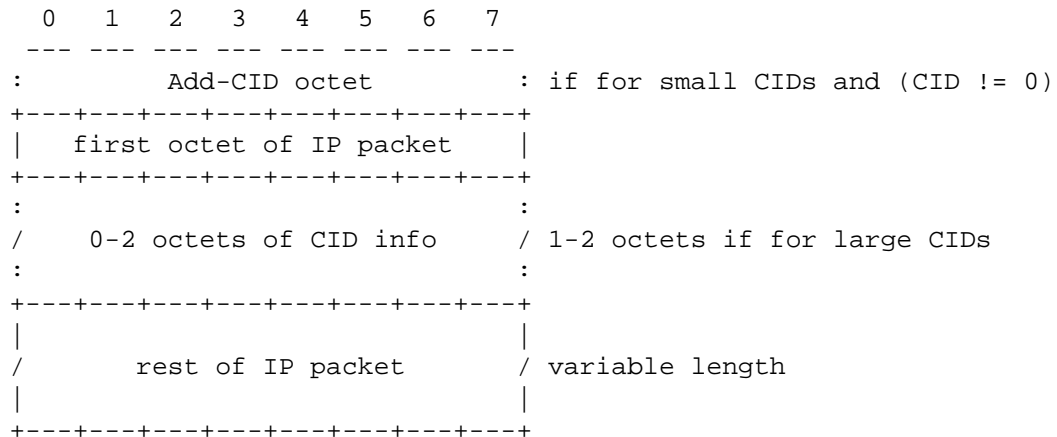 0   1   2   3   4   5   6   7
 --- --- --- --- --- --- --- ---
:         Add-CID octet         : if for small CIDs and (CID != 0)
+---+---+---+---+---+---+---+---+
|   first octet of IP packet    |
+---+---+---+---+---+---+---+---+
:                               :
/    0-2 octets of CID info     / 1-2 octets if for large CIDs
:                               :
+---+---+---+---+---+---+---+---+
|                               |
/       rest of IP packet       / variable length
|                               |
+---+---+---+---+---+---+---+---+